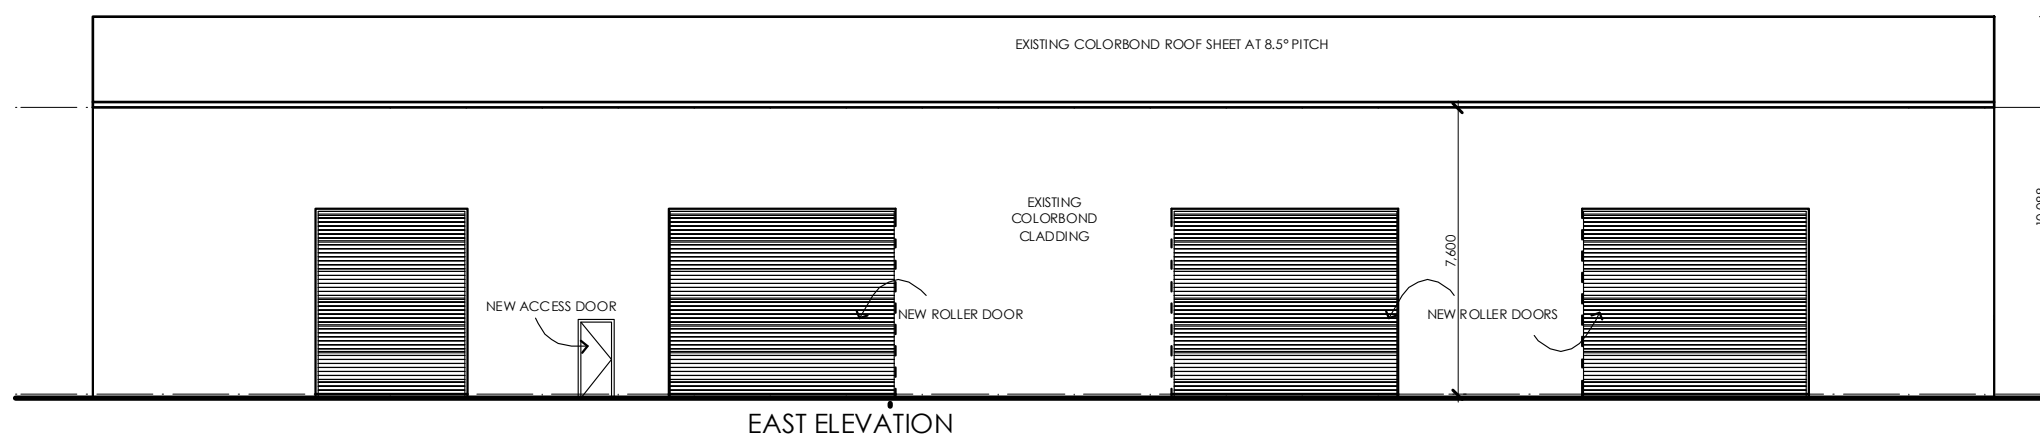 EXISTING COLORBOND ROOF SHEET AT 8.5° PITCH
EXISTING
COLORBOND
CLADDING
7,600
NEW ACCESS DOOR
NEW ROLLER DOOR
NEW ROLLER DOORS
EAST ELEVATION